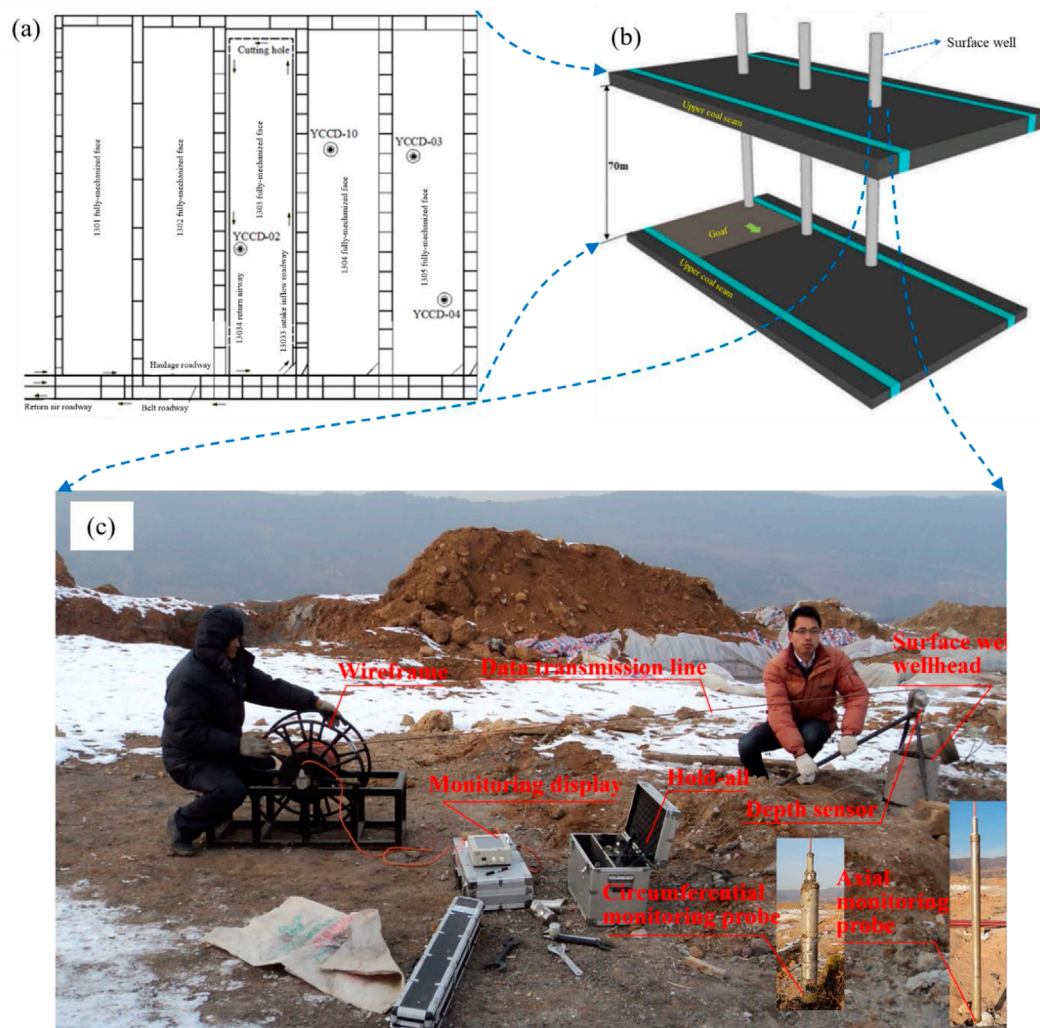 (a)
Cutting hole
1301 fully-mechanized face
1302 fully-mechanized face
1303 fully-mechanized face
YCCD-10
YCCD-03
1304 fully-mechanized face
1305 fully-mechanized face
YCCD-02
13034 return airway
13033 intake inflow roadway
YCCD-04
Haulage roadway
Return air roadway
Belt roadway
(b)
Surface well
Upper coal seam
70m
Goaf
Upper coal seam
(c)
Wireframe
Data transmission line
Surface wel
wellhead
Monitoring display
Hold-all
Depth sensor
Circumferential
monitoring probe
Axial
monitoring
probe